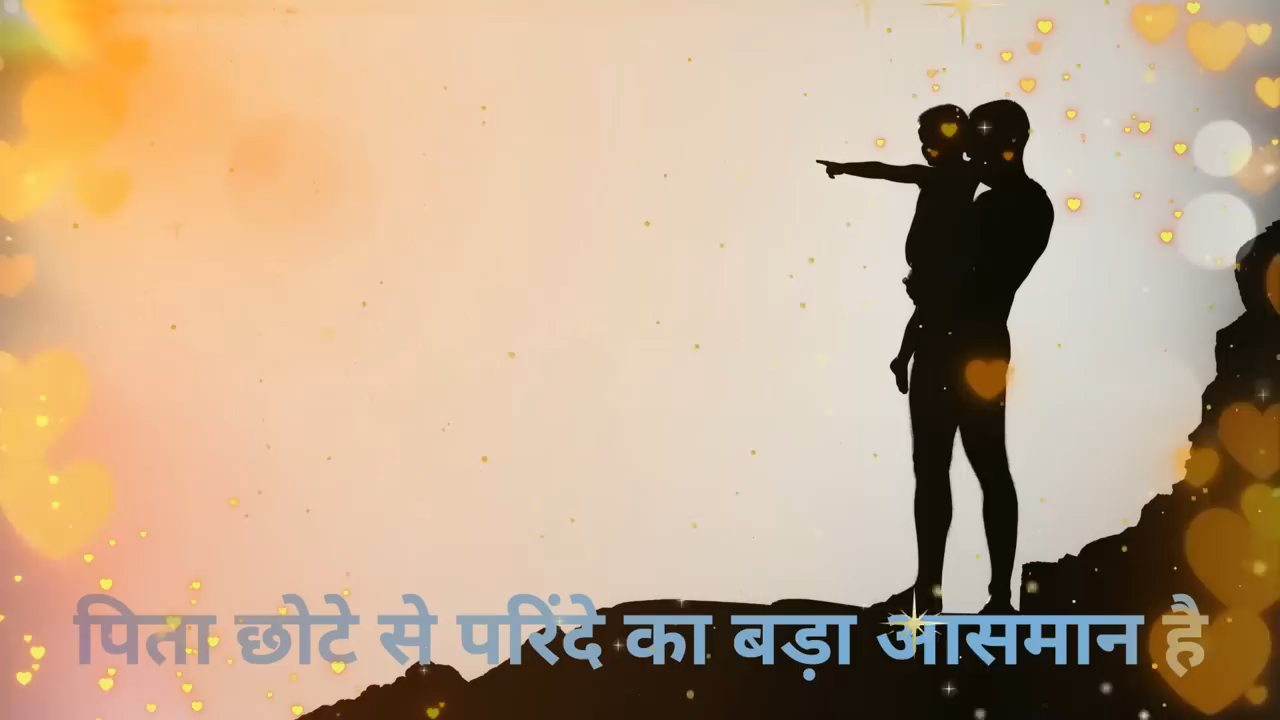 पिता छोटे से परिंदे का बड़ा आसमान है